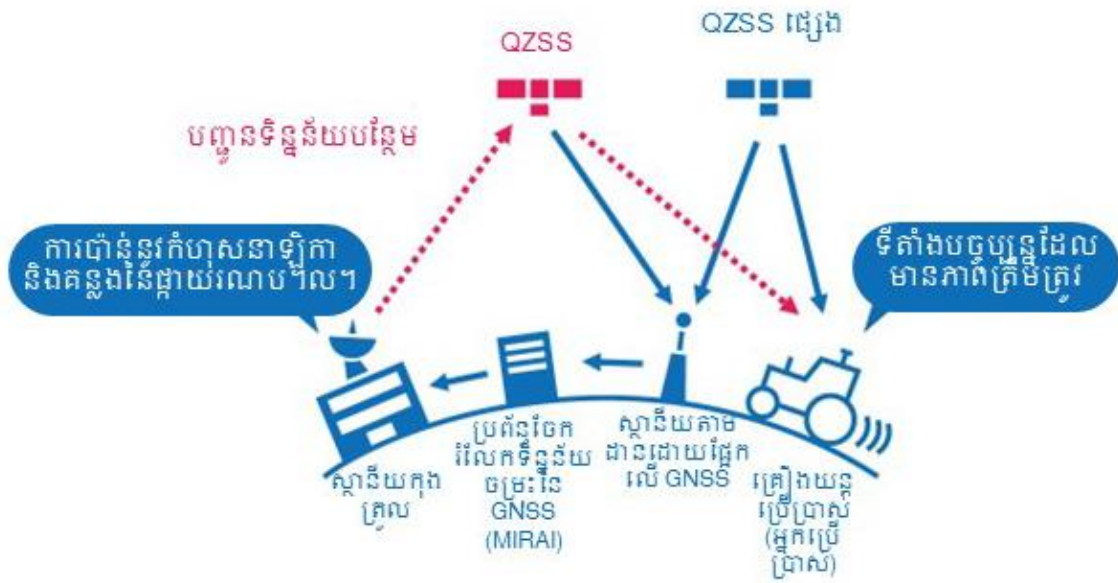 QZSS
QZSS ផ្សេង
បញ្ជូនទិន្នន័យបន្ថែម
ការប៉ាន់នូវកំហុសនាឡិកា
និងគន្លងនៃផ្កាយរណប។ល។
ទីតាំងបច្ចុប្បន្នដែល
មានភាពត្រឹមត្រូវ
ស្ថានីយកុង
ត្រូល
ប្រព័ន្ធចែក
រំលែកទិន្នន័យ
ចម្រុះនៃ
GNSS
(MIRAI)
ស្ថានីយតាម
ដានដោយផ្អែក
លើ GNSS
គ្រឿងយន្ត
ប្រើប្រាស់
(អ្នកប្រើ
ប្រាស់)